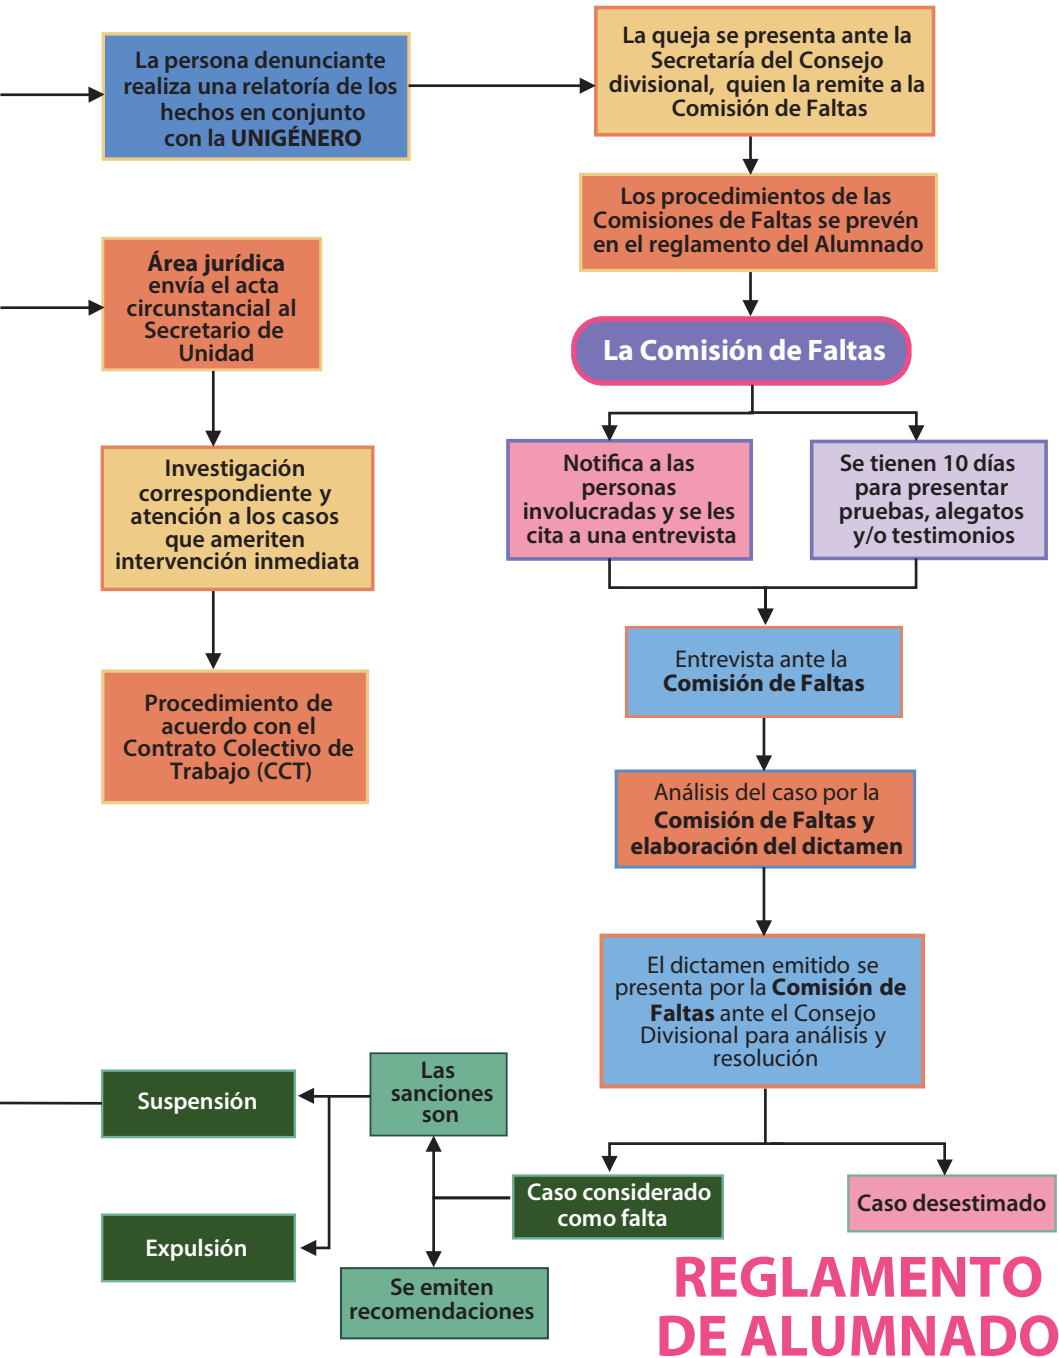 La persona denunciante
realiza una relatoría de los
hechos en conjunto
con la UNIGÉNERO
La queja se presenta ante la
Secretaría del Consejo
divisional, quien la remite a la
Comisión de Faltas
Los procedimientos de las
Comisiones de Faltas se prevén
en el reglamento del Alumnado
Área jurídica
envía el acta
circunstancial al
Secretario de
Unidad
La Comisión de Faltas
Investigación
correspondiente y
atención a los casos
que ameriten
intervención inmediata
Notifica a las
personas
involucradas y se les
cita a una entrevista
Se tienen 10 días
para presentar
pruebas, alegatos
y/o testimonios
Procedimiento de
acuerdo con el
Contrato Colectivo de
Trabajo (CCT)
Entrevista ante la
Comisión de Faltas
Análisis del caso por la
Comisión de Faltas y
elaboración del dictamen
El dictamen emitido se
presenta por la Comisión de
Faltas ante el Consejo
Divisional para análisis y
resolución
Caso considerado
como falta
Caso desestimado
Las
sanciones
son
Suspensión
Expulsión
Se emiten
recomendaciones
REGLAMENTO
DE ALUMNADO